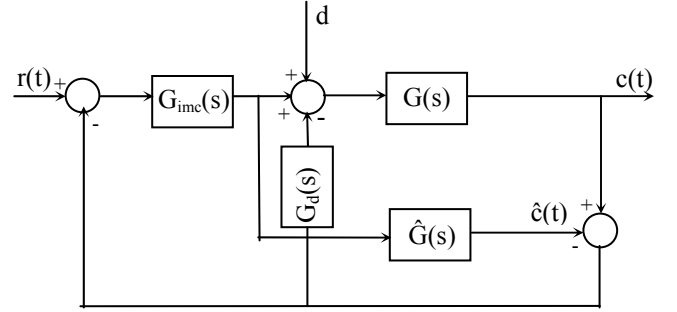 d
r(t)
+
-
G_imc(s)
+
+
-
G(s)
c(t)
G_d(s)
Ĝ(s)
ĉ(t)
+
-